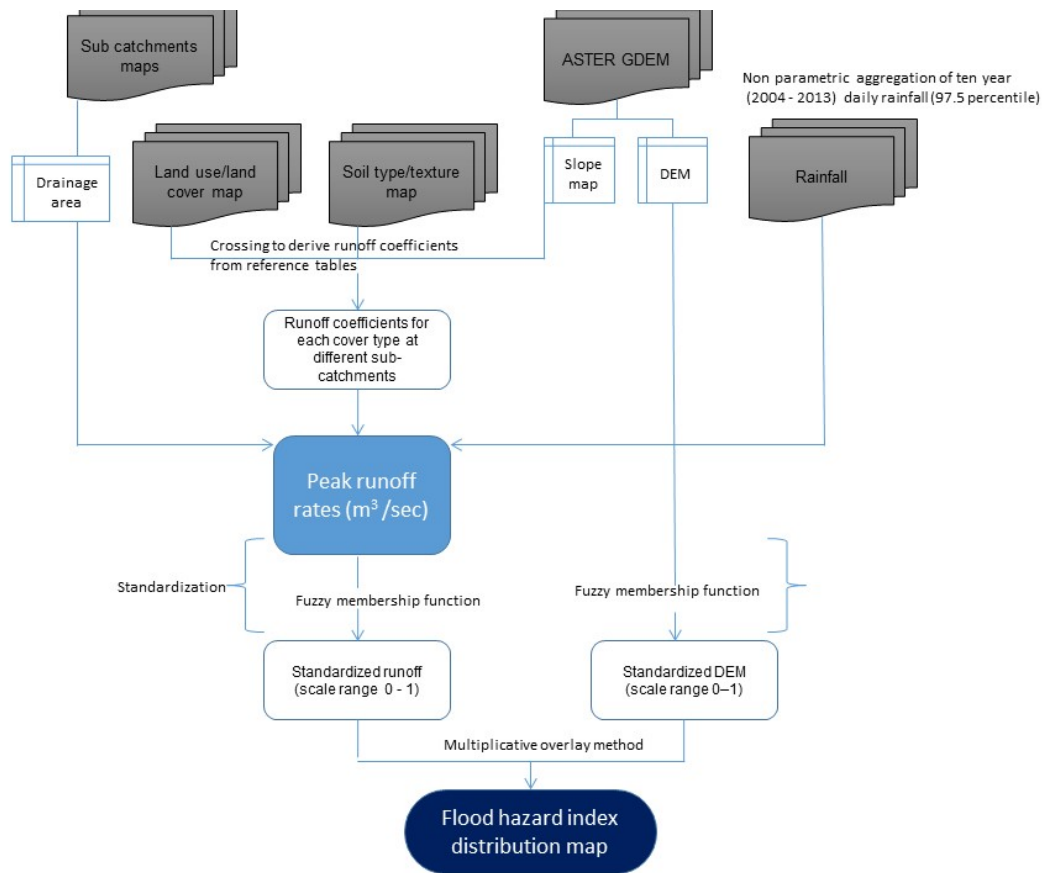 Sub catchments
maps
ASTER GDEM
Non parametric aggregation of ten year
(2004 - 2013) daily rainfall (97.5 percentile)
Drainage
area
Land use/land
cover map
Soil type/texture
map
Slope
map
DEM
Rainfall
Crossing to derive runoff coefficients
from reference tables
Runoff coefficients for
each cover type at
different sub-
catchments
Peak runoff
rates (m³/sec)
Standardization
Fuzzy membership function
Fuzzy membership function
Standardized runoff
(scale range 0 - 1)
Standardized DEM
(scale range 0–1)
Multiplicative overlay method
Flood hazard index
distribution map